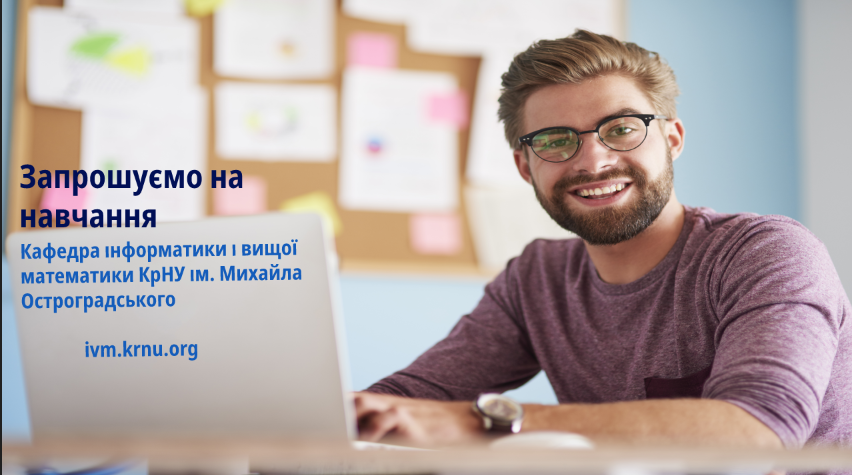 Запрошуємо на
навчання
Кафедра інформатики і вищої
математики КрНУ ім. Михайла
Остроградського
ivm.krnu.org